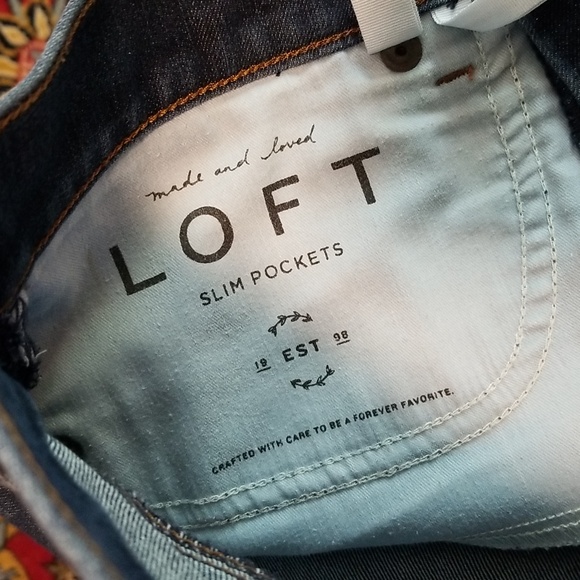 made and loved
LOFT
SLIM POCKETS
19 EST 98
CRAFTED WITH CARE TO BE A FOREVER FAVORITE.